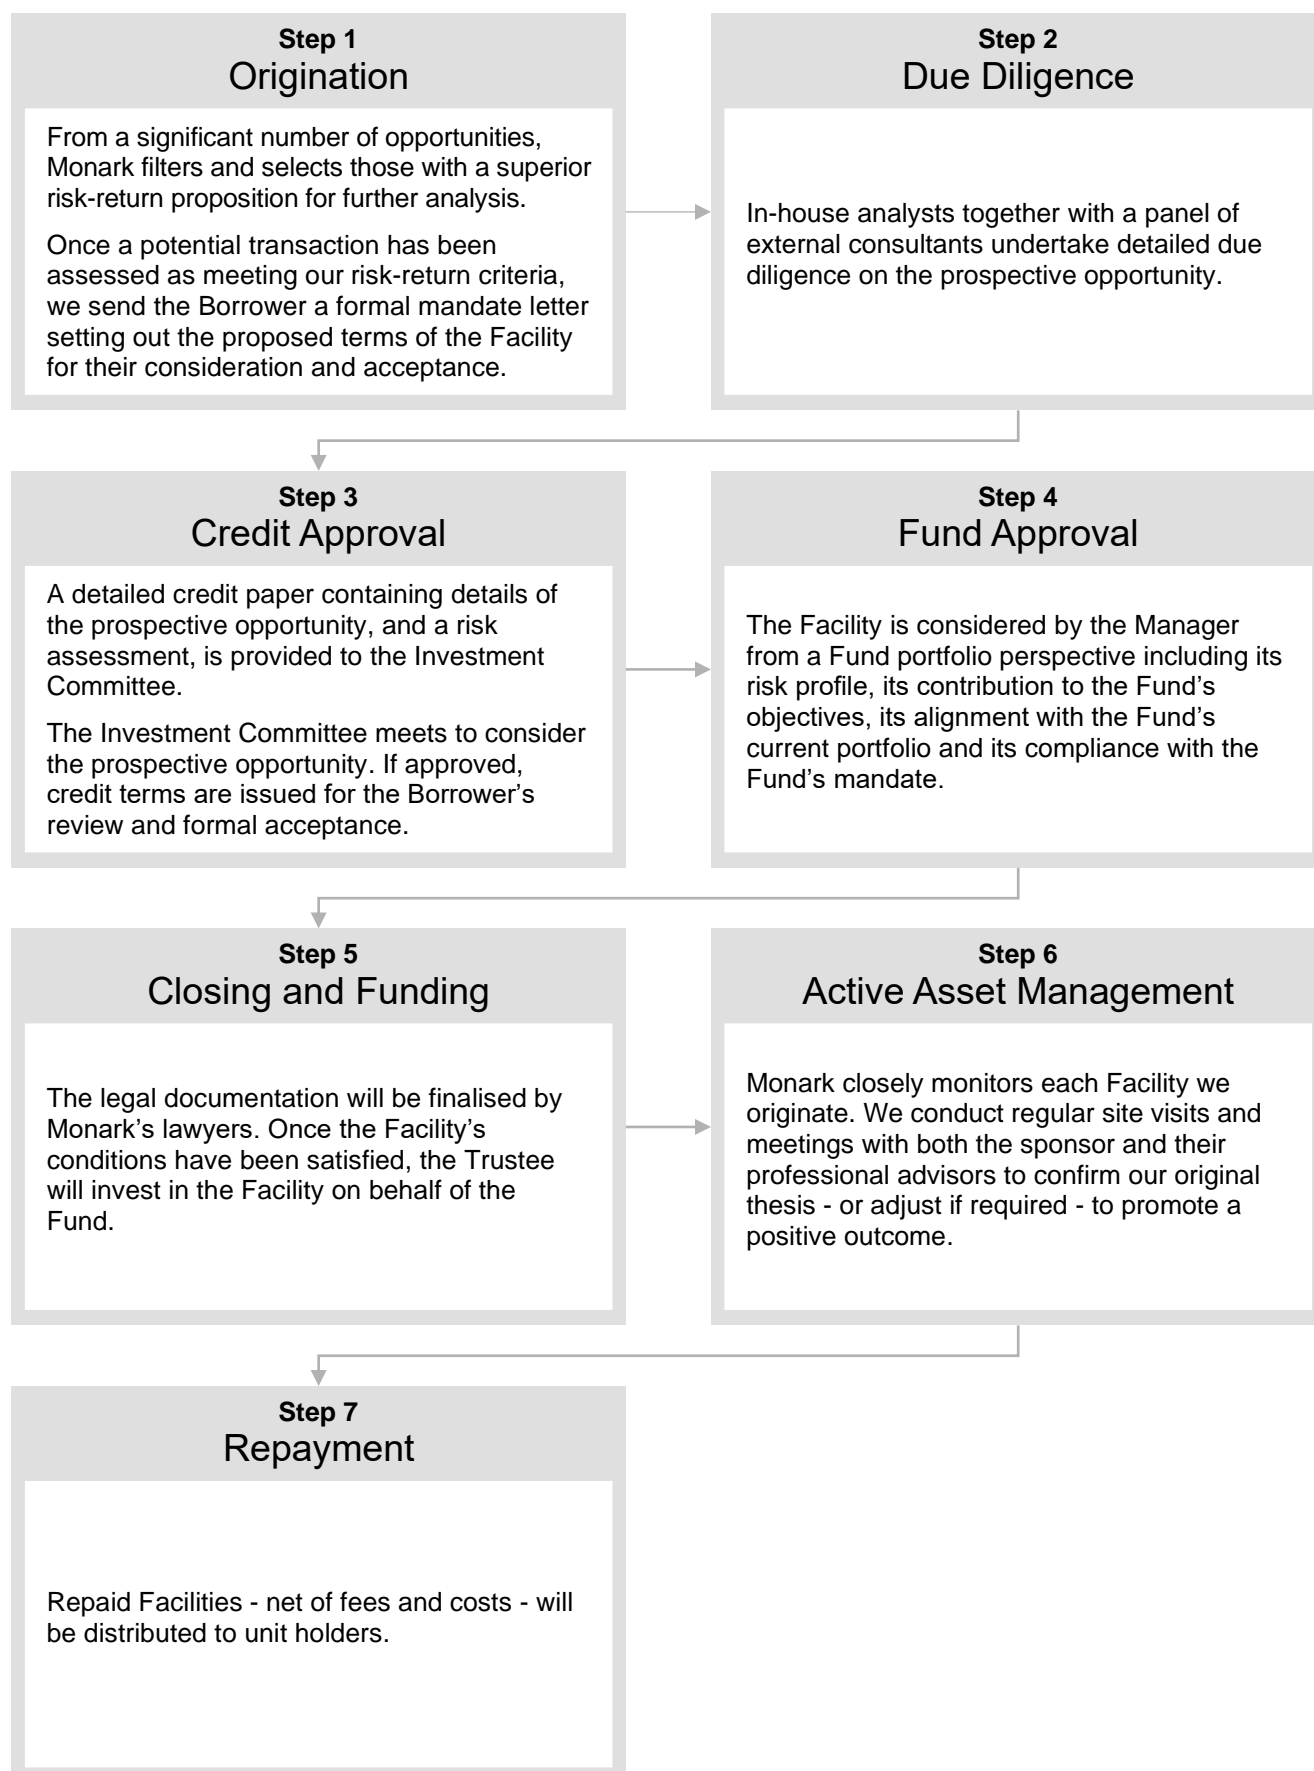 Step 1
Origination
From a significant number of opportunities,
Monark filters and selects those with a superior
risk-return proposition for further analysis.
Once a potential transaction has been
assessed as meeting our risk-return criteria,
we send the Borrower a formal mandate letter
setting out the proposed terms of the Facility
for their consideration and acceptance.
Step 2
Due Diligence
In-house analysts together with a panel of
external consultants undertake detailed due
diligence on the prospective opportunity.
Step 3
Credit Approval
A detailed credit paper containing details of
the prospective opportunity, and a risk
assessment, is provided to the Investment
Committee.
The Investment Committee meets to consider
the prospective opportunity. If approved,
credit terms are issued for the Borrower’s
review and formal acceptance.
Step 4
Fund Approval
The Facility is considered by the Manager
from a Fund portfolio perspective including its
risk profile, its contribution to the Fund’s
objectives, its alignment with the Fund’s
current portfolio and its compliance with the
Fund’s mandate.
Step 5
Closing and Funding
The legal documentation will be finalised by
Monark’s lawyers. Once the Facility’s
conditions have been satisfied, the Trustee
will invest in the Facility on behalf of the
Fund.
Step 6
Active Asset Management
Monark closely monitors each Facility we
originate. We conduct regular site visits and
meetings with both the sponsor and their
professional advisors to confirm our original
thesis - or adjust if required - to promote a
positive outcome.
Step 7
Repayment
Repaid Facilities - net of fees and costs - will
be distributed to unit holders.